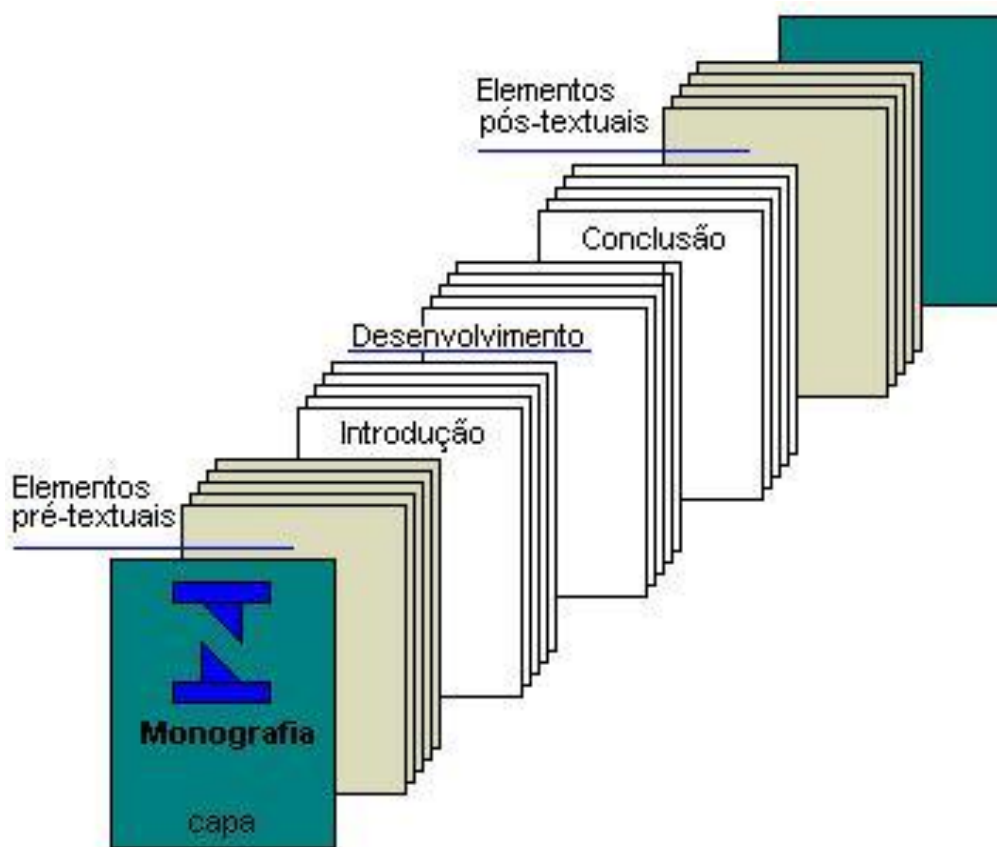 Elementos
pós-textuais
Conclusão
Desenvolvimento
Introdução
Elementos
pré-textuais
Monografia
capa